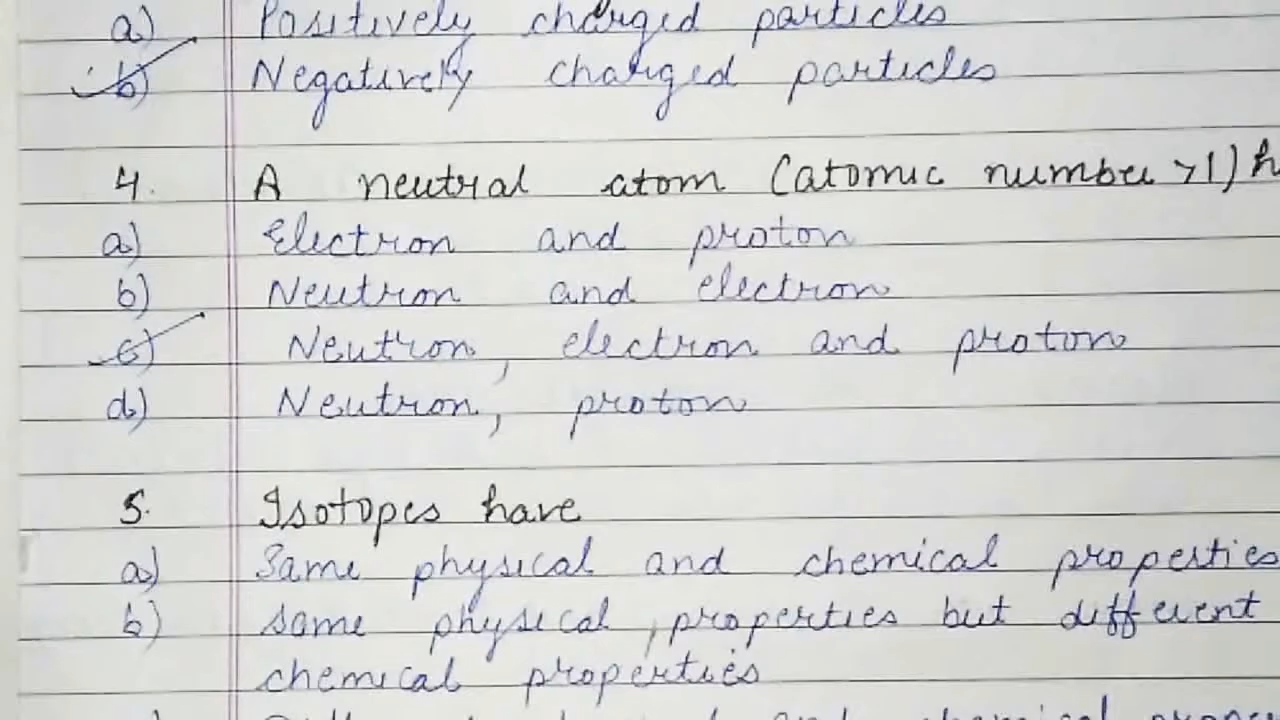 a) Positively charged particles
b) Negatively charged particles
4. A neutral atom (atomic number >1) h
a) Electron and proton
b) Neutron and electron
c) Neutron, electron and proton
d) Neutron, proton
5. Isotopes have
a) Same physical and chemical properties
b) same physical, properties but different
chemical properties
and chemical